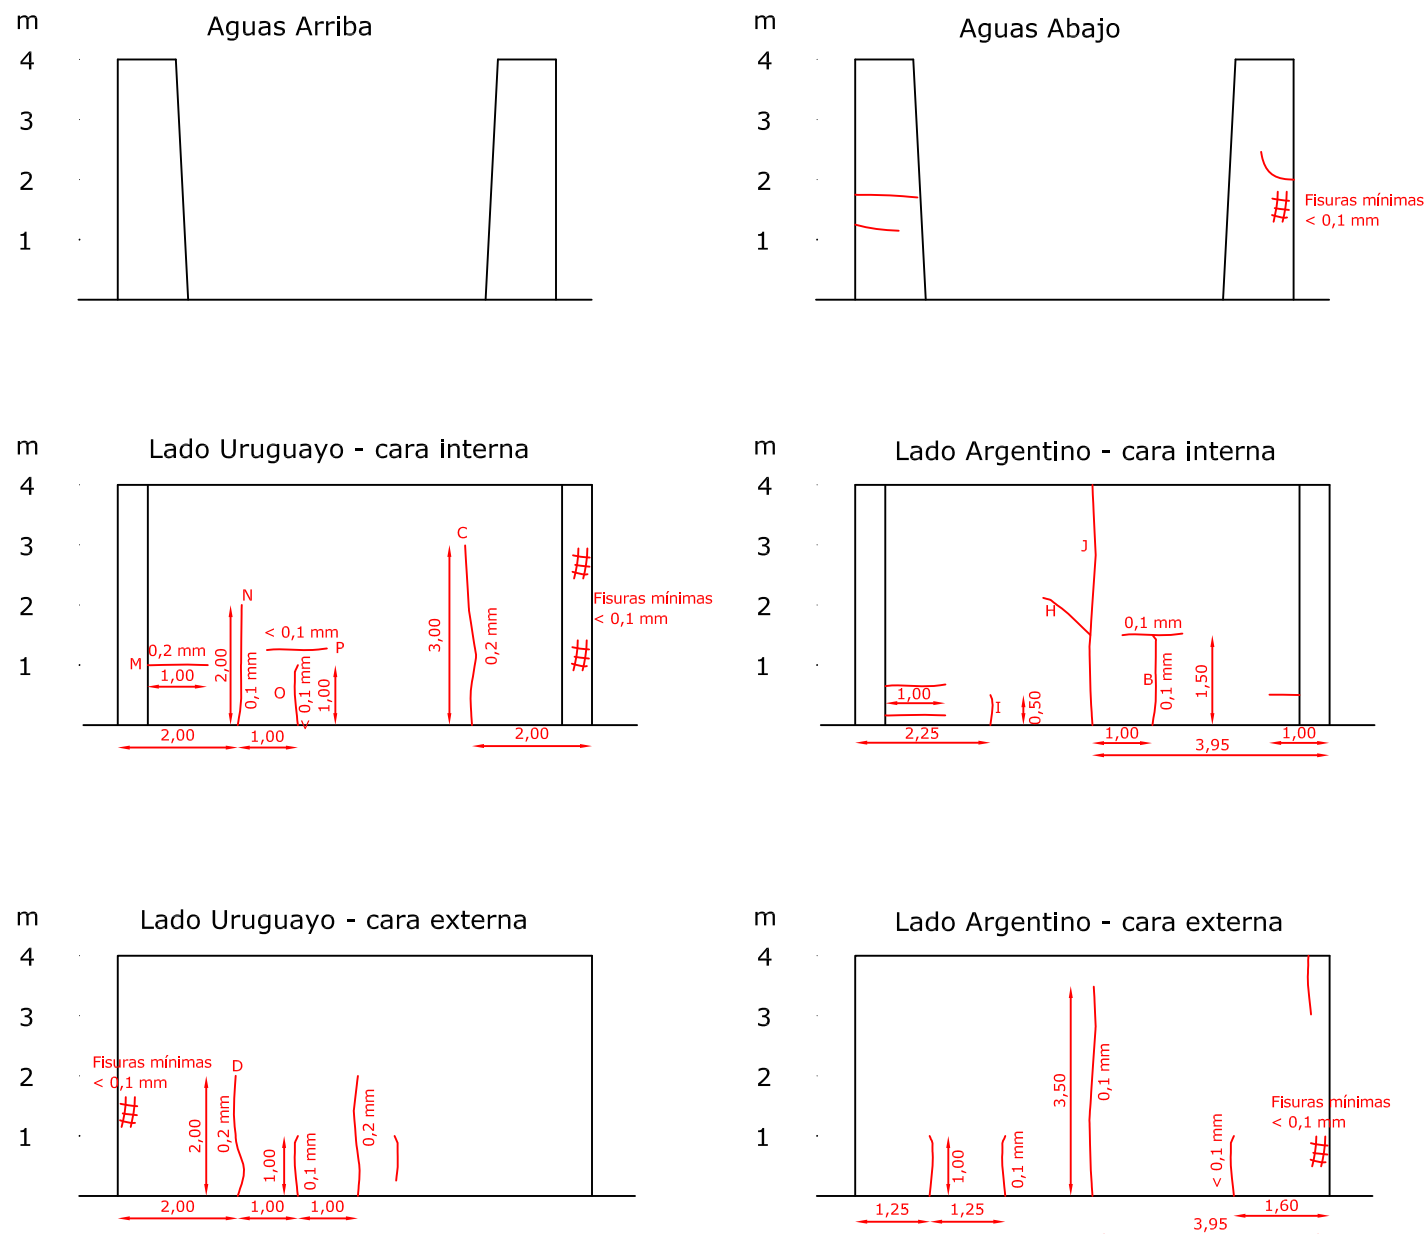 m
Aguas Arriba
4
3
2
1
m
Aguas Abajo
4
3
2
1
Fisuras mínimas
< 0,1 mm
m
Lado Uruguayo - cara interna
4
3
2
1
C
N
M
0,2 mm
1,00
2,00
0,1 mm
< 0,1 mm
P
O
< 0,1 mm
1,00
3,00
0,2 mm
Fisuras mínimas
< 0,1 mm
2,00
1,00
2,00
m
Lado Argentino - cara interna
4
3
2
1
J
H
0,1 mm
B
0,1 mm
1,50
1,00
I
0,50
2,25
1,00
1,00
3,95
m
Lado Uruguayo - cara externa
4
3
2
1
Fisuras mínimas
< 0,1 mm
D
2,00
0,2 mm
1,00
0,1 mm
0,2 mm
2,00
1,00
1,00
m
Lado Argentino - cara externa
4
3
2
1
3,50
0,1 mm
1,00
0,1 mm
< 0,1 mm
Fisuras mínimas
< 0,1 mm
1,25
1,25
1,60
3,95